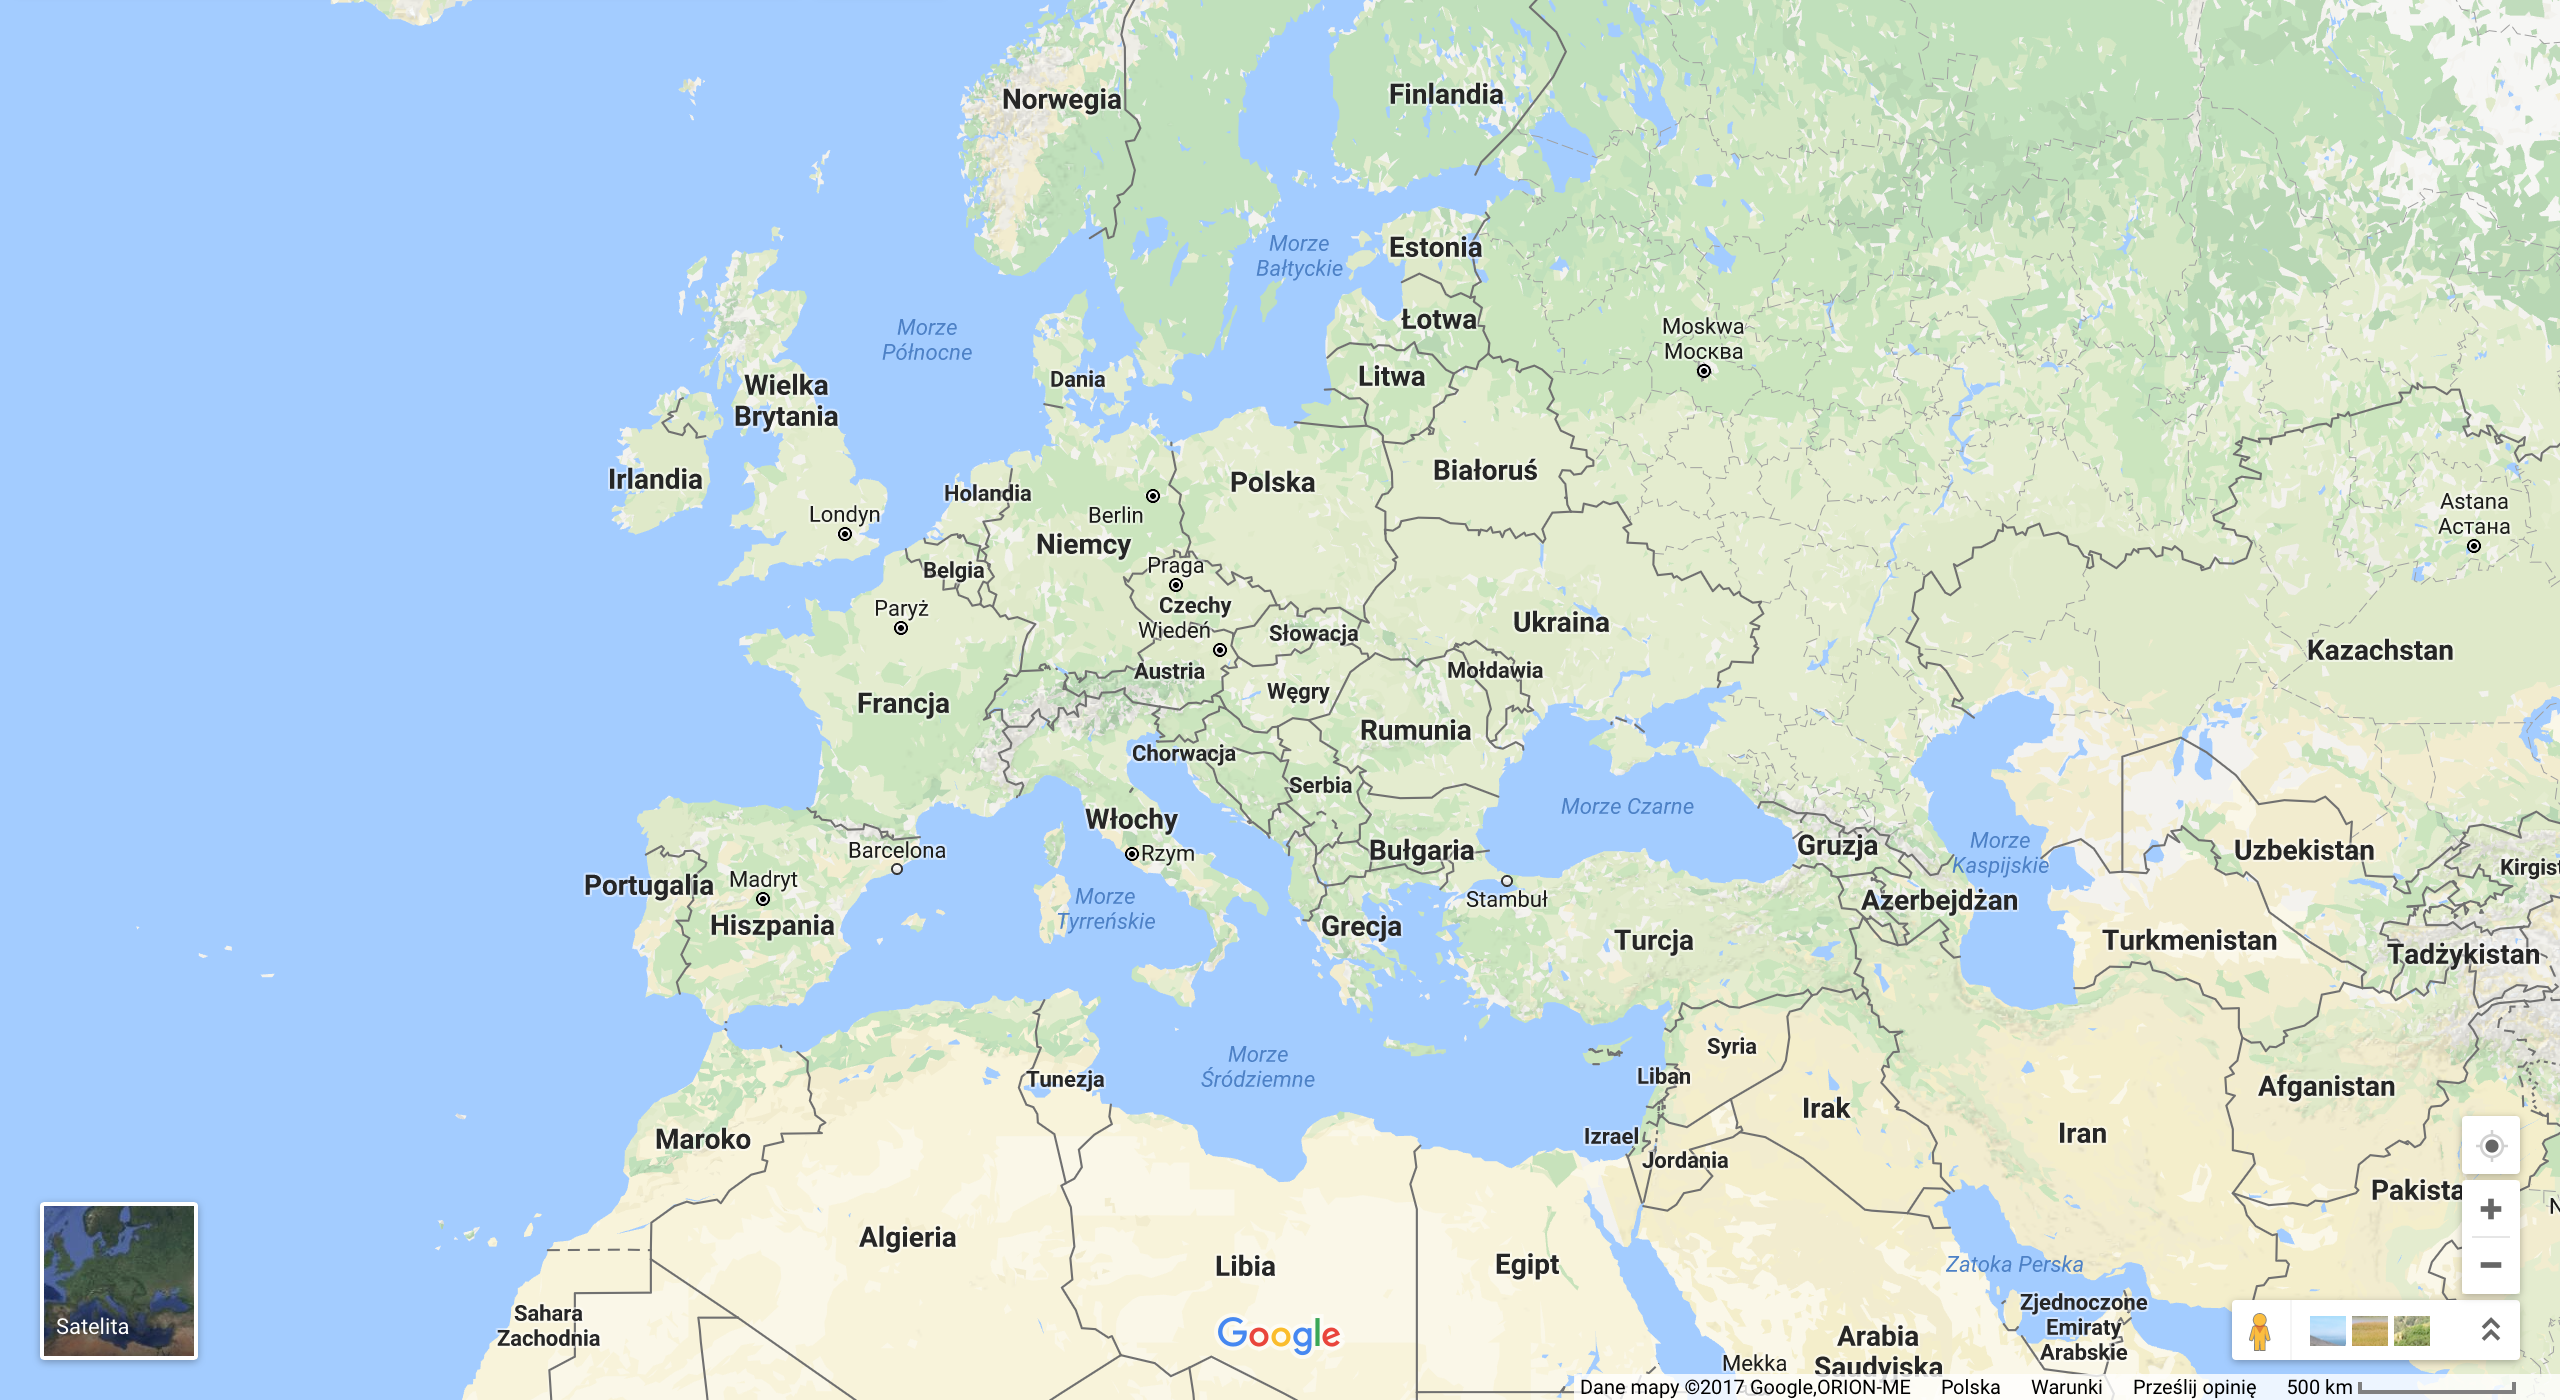 Norwegia
Finlandia
Morze
Bałtyckie
Estonia
Łotwa
Morze
Północne
Moskwa
Москва
Dania
Litwa
Wielka
Brytania
Irlandia
Holandia
Polska
Białoruś
Londyn
Berlin
Niemcy
Astana
Астана
Belgia
Praga
Czechy
Paryż
Wiedeń
Słowacja
Ukraina
Kazachstan
Austria
Mołdawia
Węgry
Francja
Rumunia
Chorwacja
Serbia
Morze Czarne
Włochy
Rzym
Barcelona
Bułgaria
Gruzja
Morze
Kaspijskie
Uzbekistan
Kirgist
Portugalia
Madryt
Hiszpania
Morze
Tyrreńskie
Stambuł
Azerbejdżan
Grecja
Turcja
Turkmenistan
Tadżykistan
Morze
Śródziemne
Syria
Tunezja
Liban
Afganistan
Irak
Iran
Maroko
Izrael
Jordania
Pakista
N
Algieria
Libia
Egipt
Zatoka Perska
Sahara
Zachodnia
Zjednoczone
Emiraty
Arabskie
Arabia
Saudyjska
Mekka
Satelita
Google
Dane mapy ©2017 Google,ORION-ME Polska Warunki Prześlij opinię 500 km